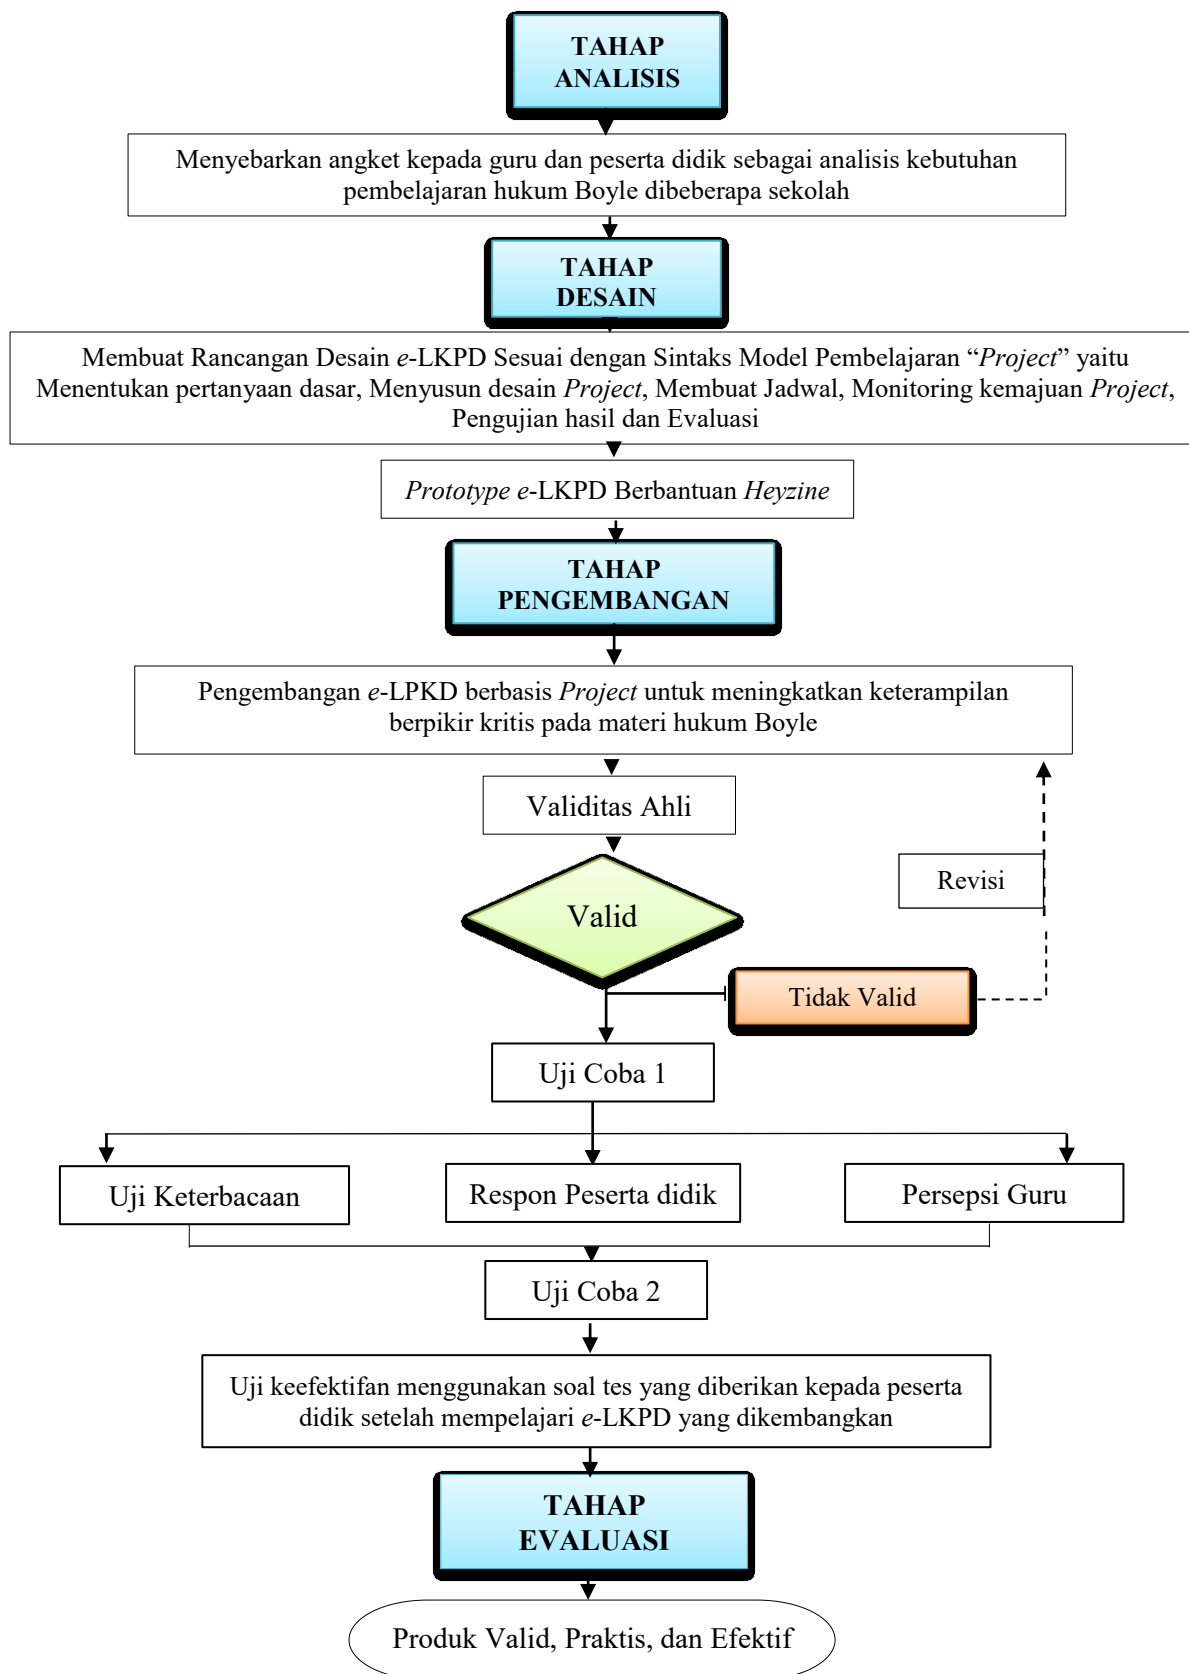 TAHAP
ANALISIS
Menyebarkan angket kepada guru dan peserta didik sebagai analisis kebutuhan
pembelajaran hukum Boyle dibeberapa sekolah
TAHAP
DESAIN
Membuat Rancangan Desain e-LKPD Sesuai dengan Sintaks Model Pembelajaran “Project” yaitu
Menentukan pertanyaan dasar, Menyusun desain Project, Membuat Jadwal, Monitoring kemajuan Project,
Pengujian hasil dan Evaluasi
Prototype e-LKPD Berbantuan Heyzine
TAHAP
PENGEMBANGAN
Pengembangan e-LPKD berbasis Project untuk meningkatkan keterampilan
berpikir kritis pada materi hukum Boyle
Validitas Ahli
Revisi
Valid
Tidak Valid
Uji Coba 1
Uji Keterbacaan
Respon Peserta didik
Persepsi Guru
Uji Coba 2
Uji keefektifan menggunakan soal tes yang diberikan kepada peserta
didik setelah mempelajari e-LKPD yang dikembangkan
TAHAP
EVALUASI
Produk Valid, Praktis, dan Efektif